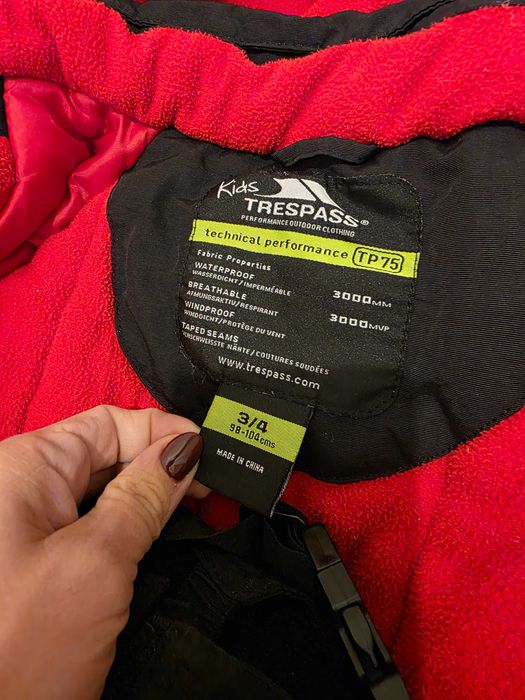 Kids
TRESPASS®
PERFORMANCE OUTDOOR CLOTHING
technical performance TP75
Fabric Properties
WATERPROOF 3000MM
WASSERDICHT/IMPERMÉABLE
BREATHABLE 3000MVP
ATMUNGSAKTIV/RESPIRANT
WINDPROOF
WINDDICHT/PROTÈGE DU VENT
TAPED SEAMS
VERSCHWEISSTE NÄHTE/COUTURES SOUDÉES
www.trespass.com
3/4
98-104cms
MADE IN CHINA